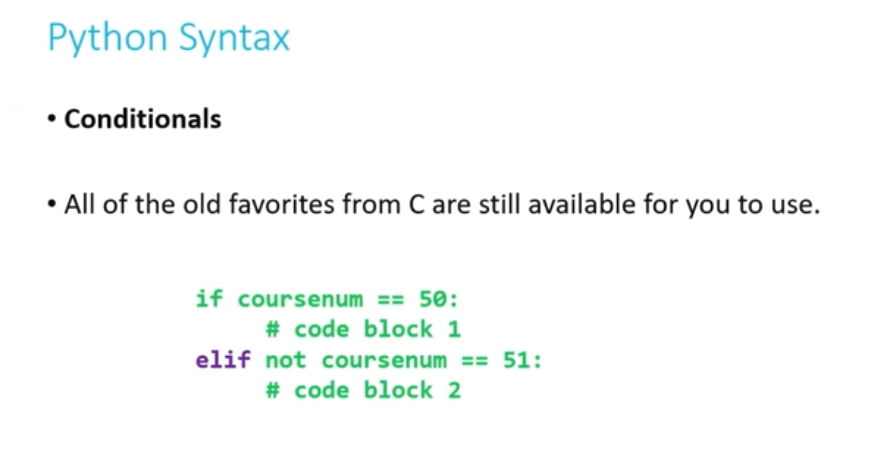 Python Syntax
• Conditionals
• All of the old favorites from C are still available for you to use.
if coursenum == 50:
# code block 1
elif not coursenum == 51:
# code block 2